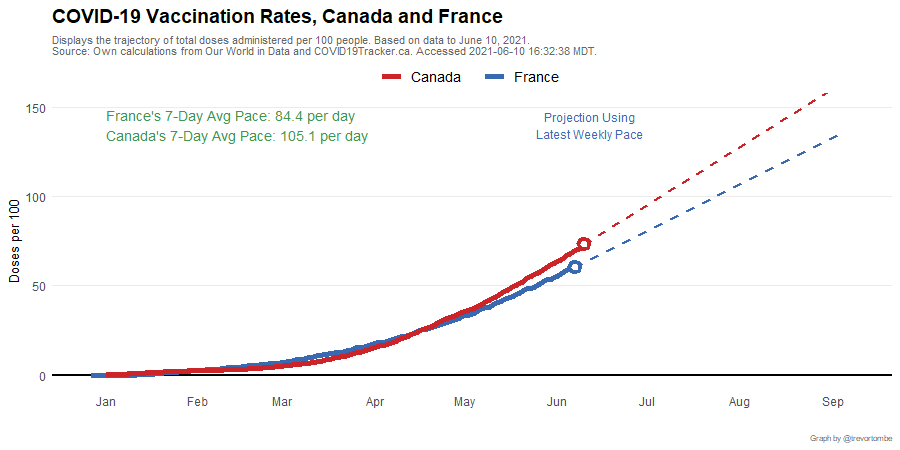 COVID-19 Vaccination Rates, Canada and France
Displays the trajectory of total doses administered per 100 people. Based on data to June 10, 2021.
Source: Own calculations from Our World in Data and COVID19Tracker.ca. Accessed 2021-06-10 16:32:38 MDT.
Canada France
France's 7-Day Avg Pace: 84.4 per day
Canada's 7-Day Avg Pace: 105.1 per day
Projection Using
Latest Weekly Pace
Doses per 100
150
100
50
0
Jan Feb Mar Apr May Jun Jul Aug Sep
Graph by @trevortombe